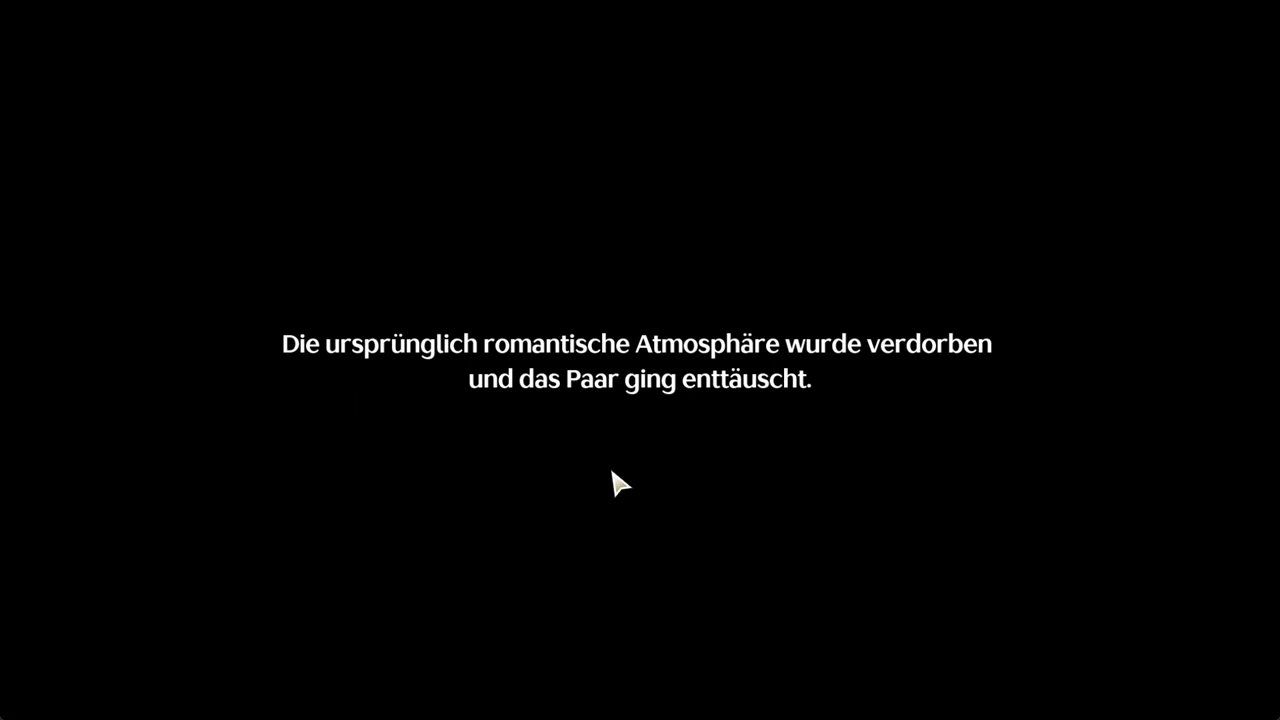 Die ursprünglich romantische Atmosphäre wurde verdorben
und das Paar ging enttäuscht.